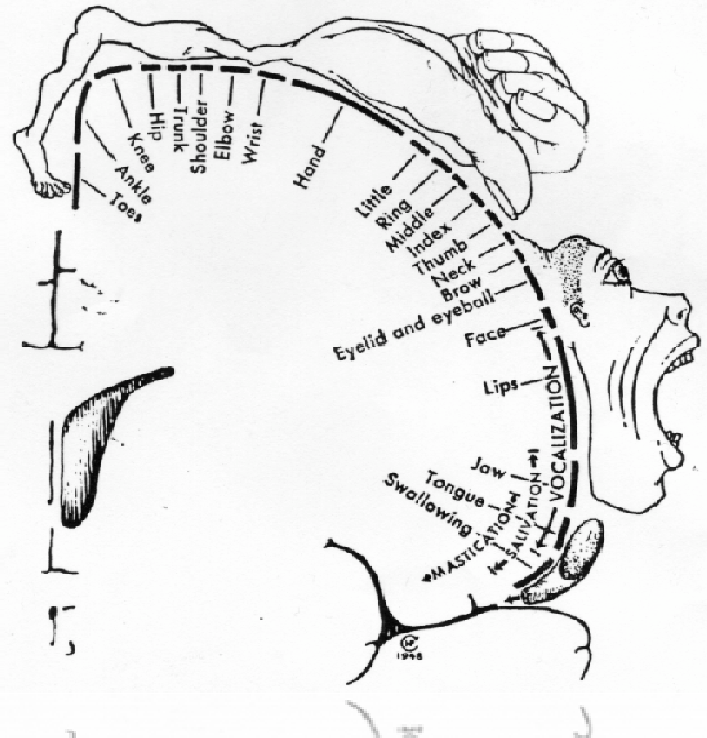 Toes
Ankle
Knee
Hip
Trunk
Shoulder
Elbow
Wrist
Hand
Little
Ring
Middle
Index
Thumb
Neck
Brow
Eyelid and eyeball
Face
Lips
VOCALIZATION
Jaw
Tongue
Swallowing
SALIVATION
MASTICATION